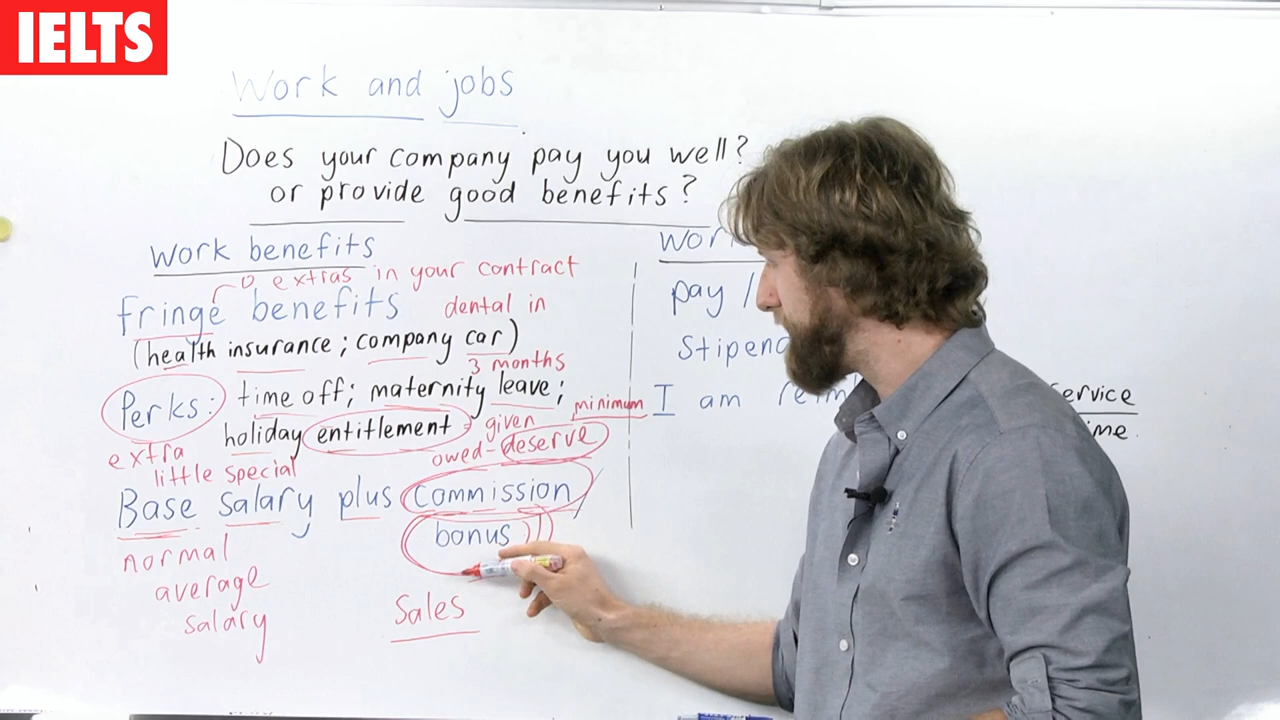 IELTS
Work and jobs
Does your company pay you well?
or provide good benefits?
Work benefits
extras in your contract
fringe benefits
dental in
(health insurance; company car)
3 months
Perks: time off; maternity leave;
minimum
holiday entitlement
given
owed - deserve
extra
little special
Base salary plus commission
bonus
normal
average
salary
Sales
pay /
I am